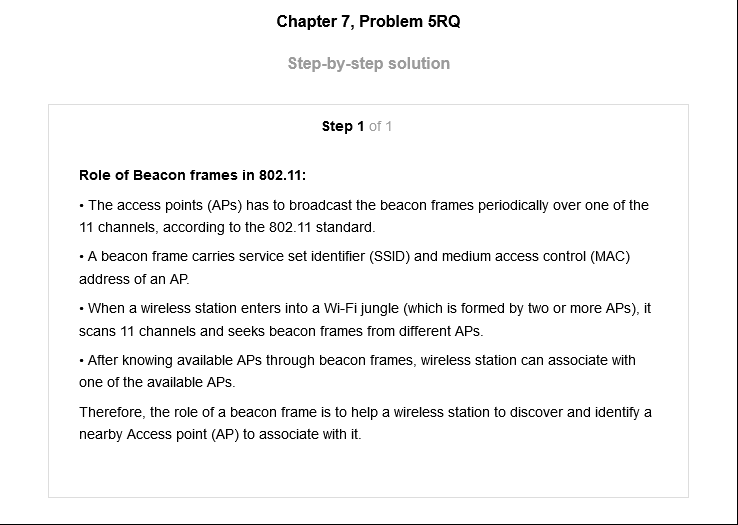 Chapter 7, Problem 5RQ
Step-by-step solution
Step 1 of 1
Role of Beacon frames in 802.11:
• The access points (APs) has to broadcast the beacon frames periodically over one of the
11 channels, according to the 802.11 standard.
• A beacon frame carries service set identifier (SSID) and medium access control (MAC)
address of an AP.
• When a wireless station enters into a Wi-Fi jungle (which is formed by two or more APs), it
scans 11 channels and seeks beacon frames from different APs.
• After knowing available APs through beacon frames, wireless station can associate with
one of the available APs.
Therefore, the role of a beacon frame is to help a wireless station to discover and identify a
nearby Access point (AP) to associate with it.